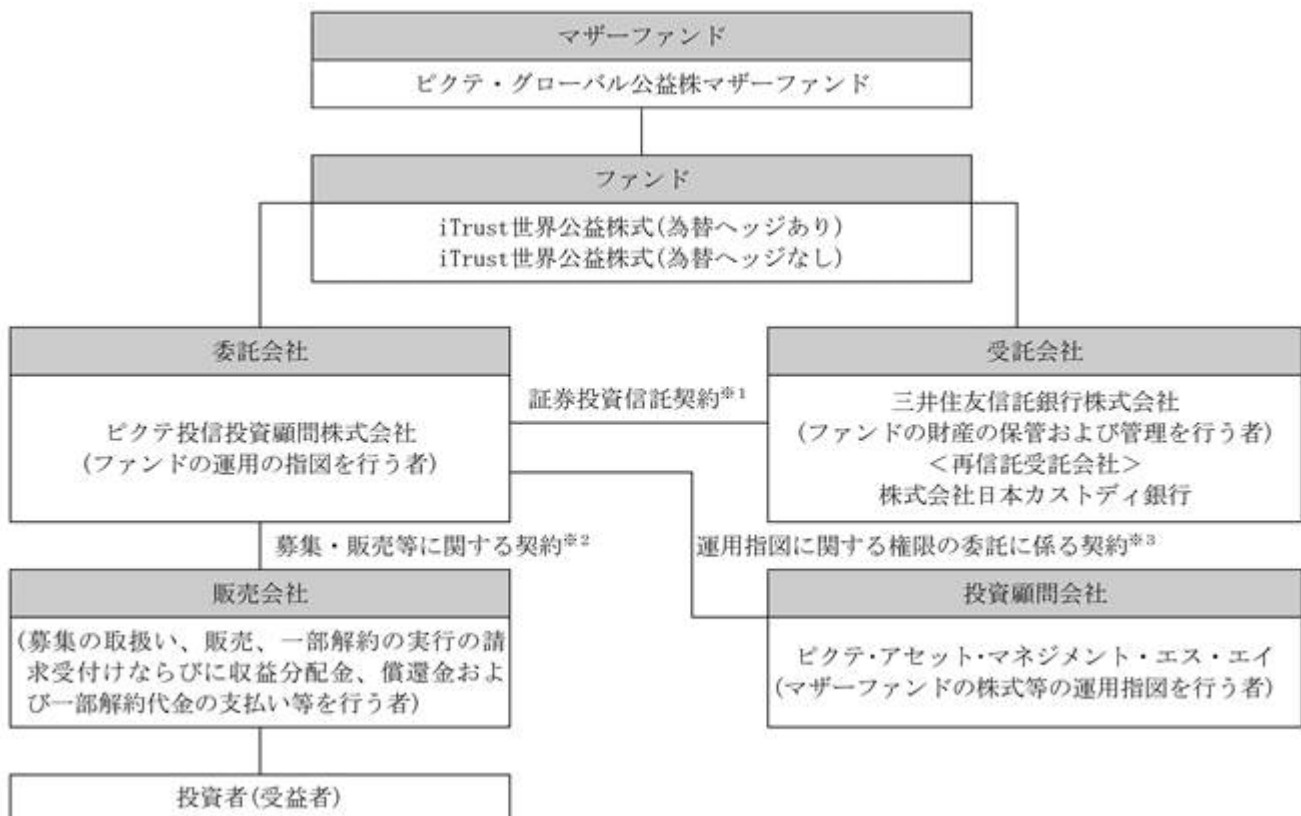 マザーファンド
ピクテ・グローバル公益株マザーファンド
ファンド
iTrust世界公益株式(為替ヘッジあり)
iTrust世界公益株式(為替ヘッジなし)
委託会社
ピクテ投信投資顧問株式会社
(ファンドの運用の指図を行う者)
証券投資信託契約※1
受託会社
三井住友信託銀行株式会社
(ファンドの財産の保管および管理を行う者)
<再信託受託会社>
株式会社日本カストディ銀行
募集・販売等に関する契約※2
運用指図に関する権限の委託に係る契約※3
販売会社
(募集の取扱い、販売、一部解約の実行の請
求受付けならびに収益分配金、償還金およ
び一部解約代金の支払い等を行う者)
投資顧問会社
ピクテ・アセット・マネジメント・エス・エイ
(マザーファンドの株式等の運用指図を行う者)
投資者(受益者)